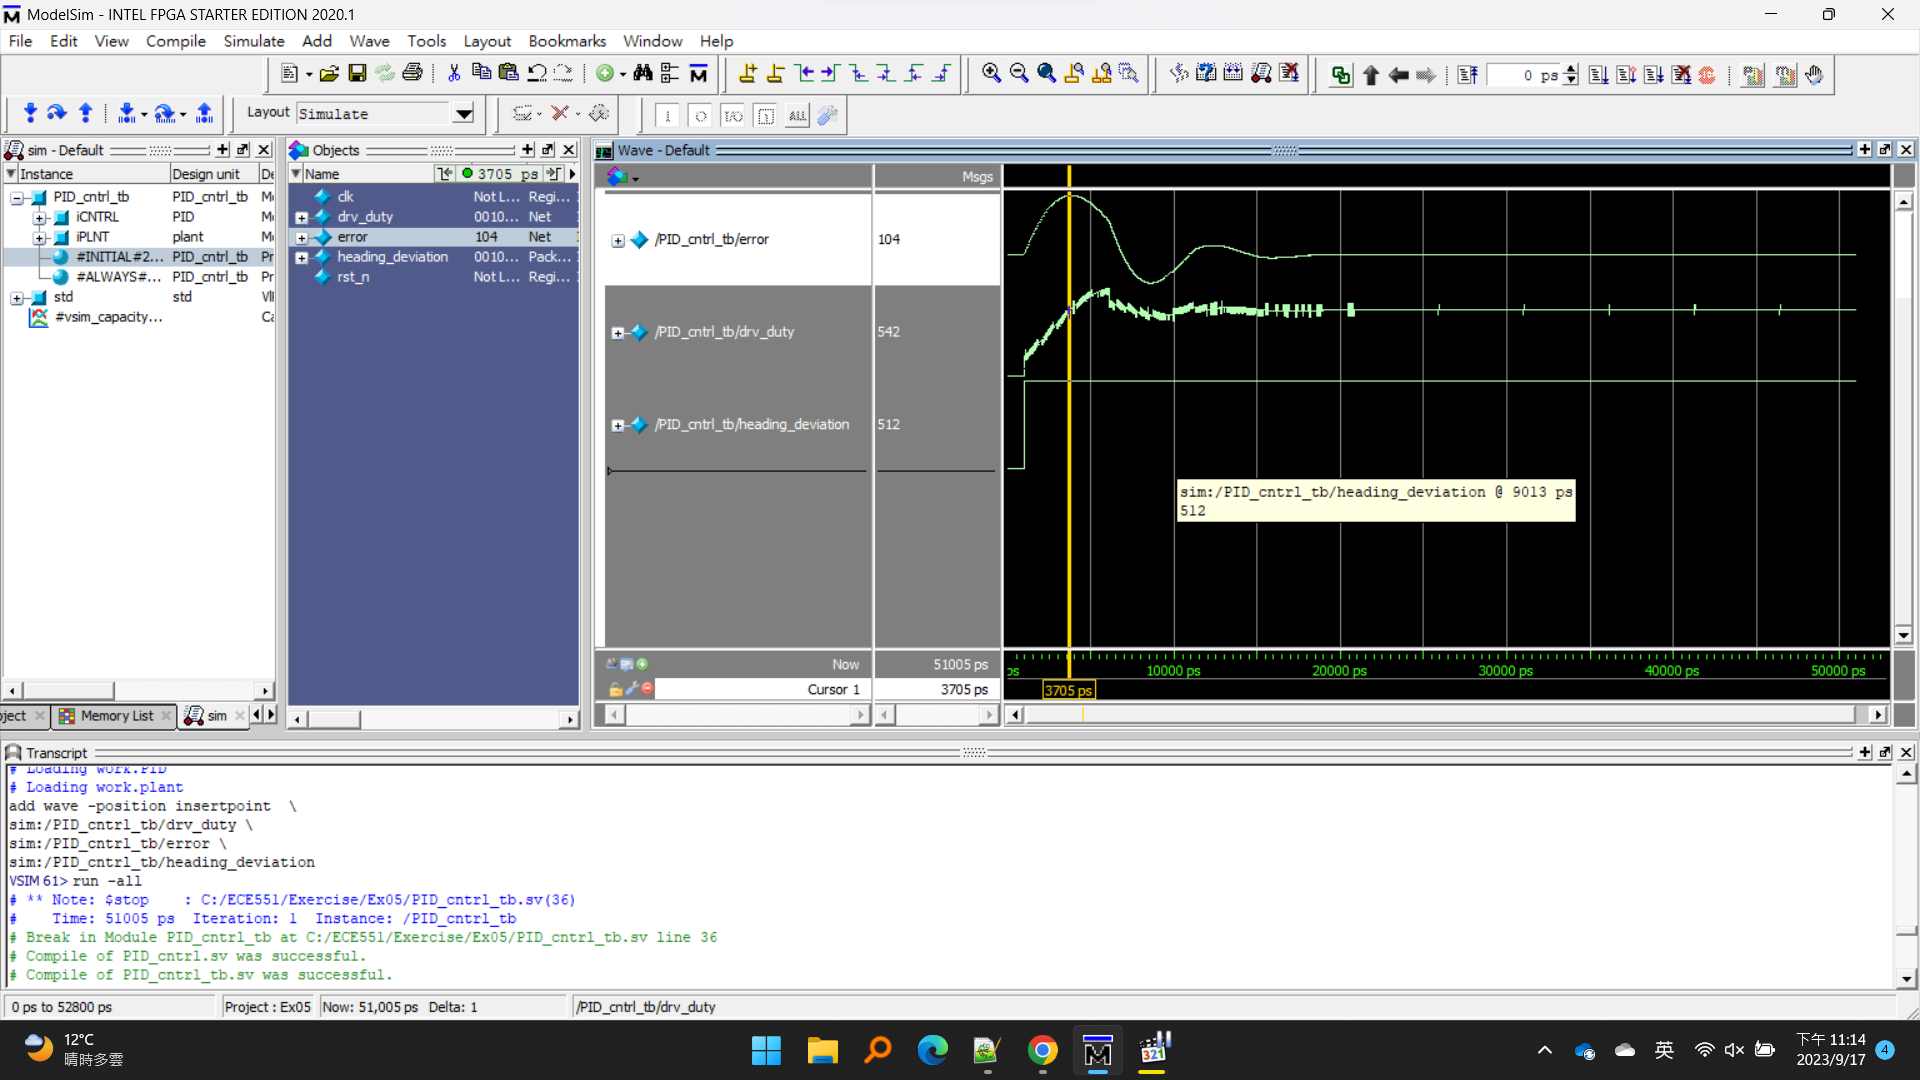 ModelSim - INTEL FPGA STARTER EDITION 2020.1
File Edit View Compile Simulate Add Wave Tools Layout Bookmarks Window Help
0 ps
Layout Simulate
I O I/O ALL
sim - Default
Instance Design unit De
PID_cntrl_tb PID_cntrl_tb Mo
iCNTRL PID Mo
iPLNT plant Mo
#INITIAL#2... PID_cntrl_tb Pr
#ALWAYS#... PID_cntrl_tb Pr
std std
#vsim_capacity... Ca
Objects
Name 3705 ps
clk Not L... Regi...
drv_duty 0010... Net
error 104 Net
heading_deviation 0010... Pack...
rst_n Not L... Regi...
Wave - Default
Msgs
/PID_cntrl_tb/error 104
/PID_cntrl_tb/drv_duty 542
/PID_cntrl_tb/heading_deviation 512
sim:/PID_cntrl_tb/heading_deviation @ 9013 ps
512
Now 51005 ps
ps 10000 ps 20000 ps 30000 ps 40000 ps 50000 ps
Cursor 1 3705 ps
3705 ps
ject Memory List sim
Transcript
# Loading work.PID
# Loading work.plant
add wave -position insertpoint \
sim:/PID_cntrl_tb/drv_duty \
sim:/PID_cntrl_tb/error \
sim:/PID_cntrl_tb/heading_deviation
VSIM 61> run -all
# ** Note: $stop : C:/ECE551/Exercise/Ex05/PID_cntrl_tb.sv(36)
# Time: 51005 ps Iteration: 1 Instance: /PID_cntrl_tb
# Break in Module PID_cntrl_tb at C:/ECE551/Exercise/Ex05/PID_cntrl_tb.sv line 36
# Compile of PID_cntrl.sv was successful.
# Compile of PID_cntrl_tb.sv was successful.
0 ps to 52800 ps Project : Ex05 Now: 51,005 ps Delta: 1 /PID_cntrl_tb/drv_duty
12°C
晴時多雲
321
英
下午 11:14
2023/9/17
4